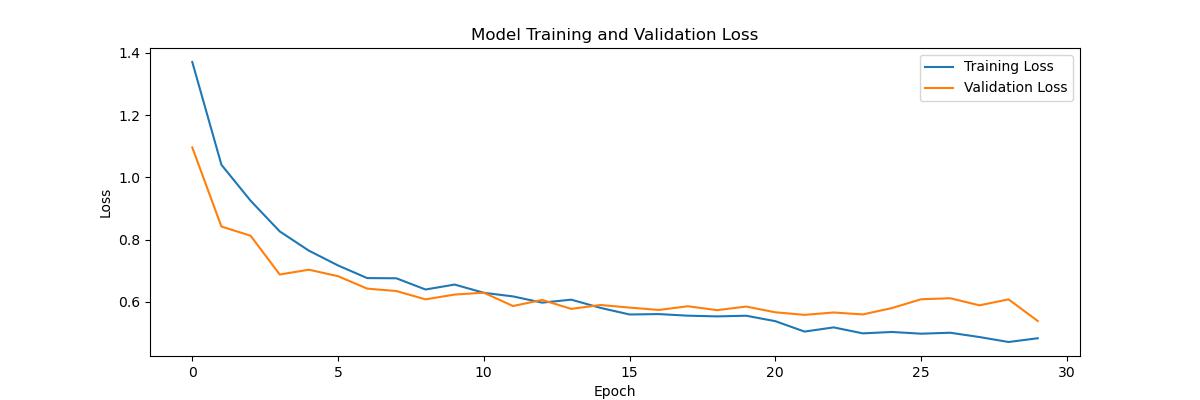 Model Training and Validation Loss
1.4
1.2
1.0
0.8
0.6
Loss
Training Loss
Validation Loss
0 5 10 15 20 25 30
Epoch